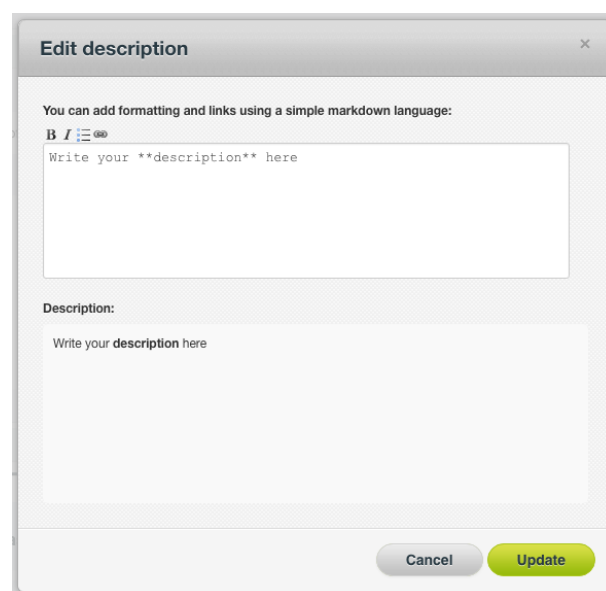 Edit description
×
You can add formatting and links using a simple markdown language:
B I
Write your **description** here
Description:
Write your description here
Cancel
Update